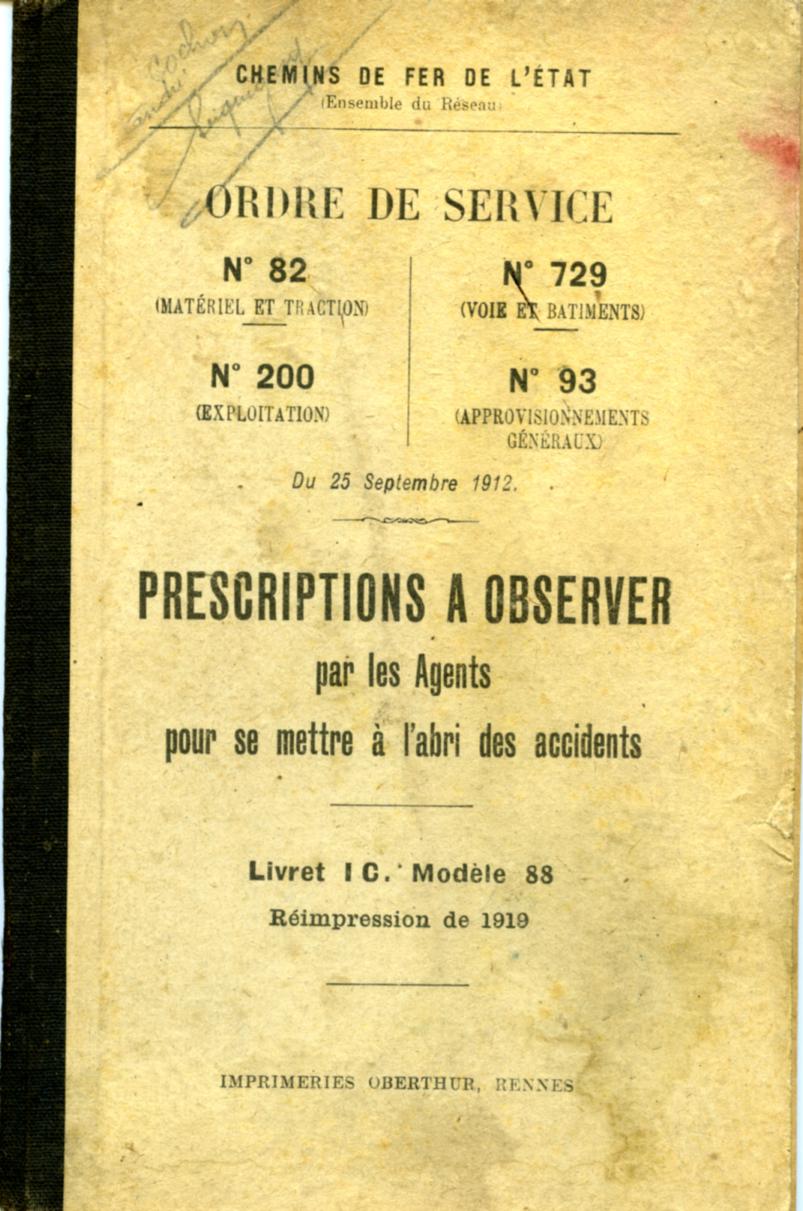 Cochon
André
CHEMINS DE FER DE L'ÉTAT
(Ensemble du Réseau)
ORDRE DE SERVICE
N° 82
(MATÉRIEL ET TRACTION)
N° 200
(EXPLOITATION)
N° 729
(VOIE ET BATIMENTS)
N° 93
(APPROVISIONNEMENTS
GÉNÉRAUX)
Du 25 Septembre 1912.
PRESCRIPTIONS A OBSERVER
par les Agents
pour se mettre à l'abri des accidents
Livret I C. Modèle 88
Réimpression de 1919
IMPRIMERIES OBERTHUR, RENNES